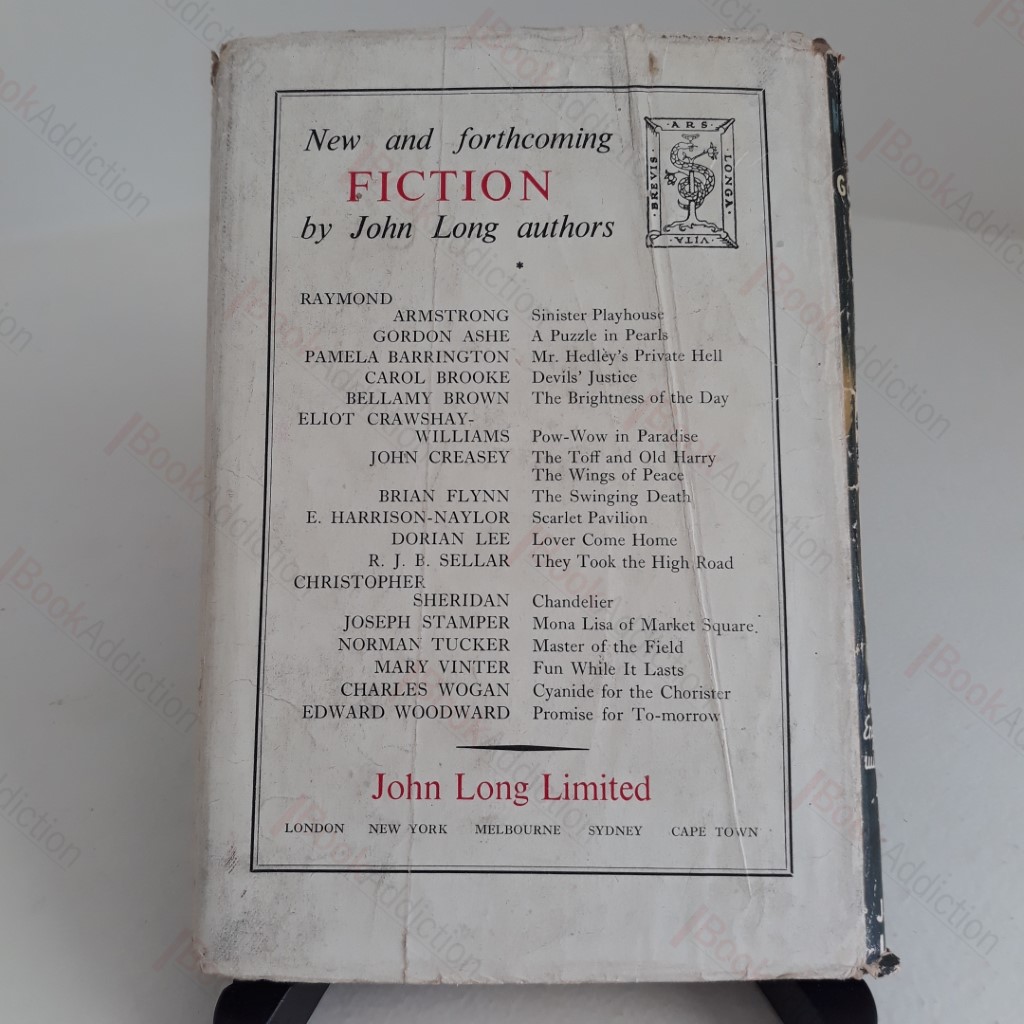 New and forthcoming
FICTION
by John Long authors
· ARS ·
LONGA ·
VITA
· BREVIS ·
*
RAYMOND
ARMSTRONG Sinister Playhouse
GORDON ASHE A Puzzle in Pearls
PAMELA BARRINGTON Mr. Hedley's Private Hell
CAROL BROOKE Devils' Justice
BELLAMY BROWN The Brightness of the Day
ELIOT CRAWSHAY-
WILLIAMS Pow-Wow in Paradise
JOHN CREASEY The Toff and Old Harry
The Wings of Peace
BRIAN FLYNN The Swinging Death
E. HARRISON-NAYLOR Scarlet Pavilion
DORIAN LEE Lover Come Home
R. J. B. SELLAR They Took the High Road
CHRISTOPHER
SHERIDAN Chandelier
JOSEPH STAMPER Mona Lisa of Market Square
NORMAN TUCKER Master of the Field
MARY VINTER Fun While It Lasts
CHARLES WOGAN Cyanide for the Chorister
EDWARD WOODWARD Promise for To-morrow
John Long Limited
LONDON NEW YORK MELBOURNE SYDNEY CAPE TOWN
BookAddiction